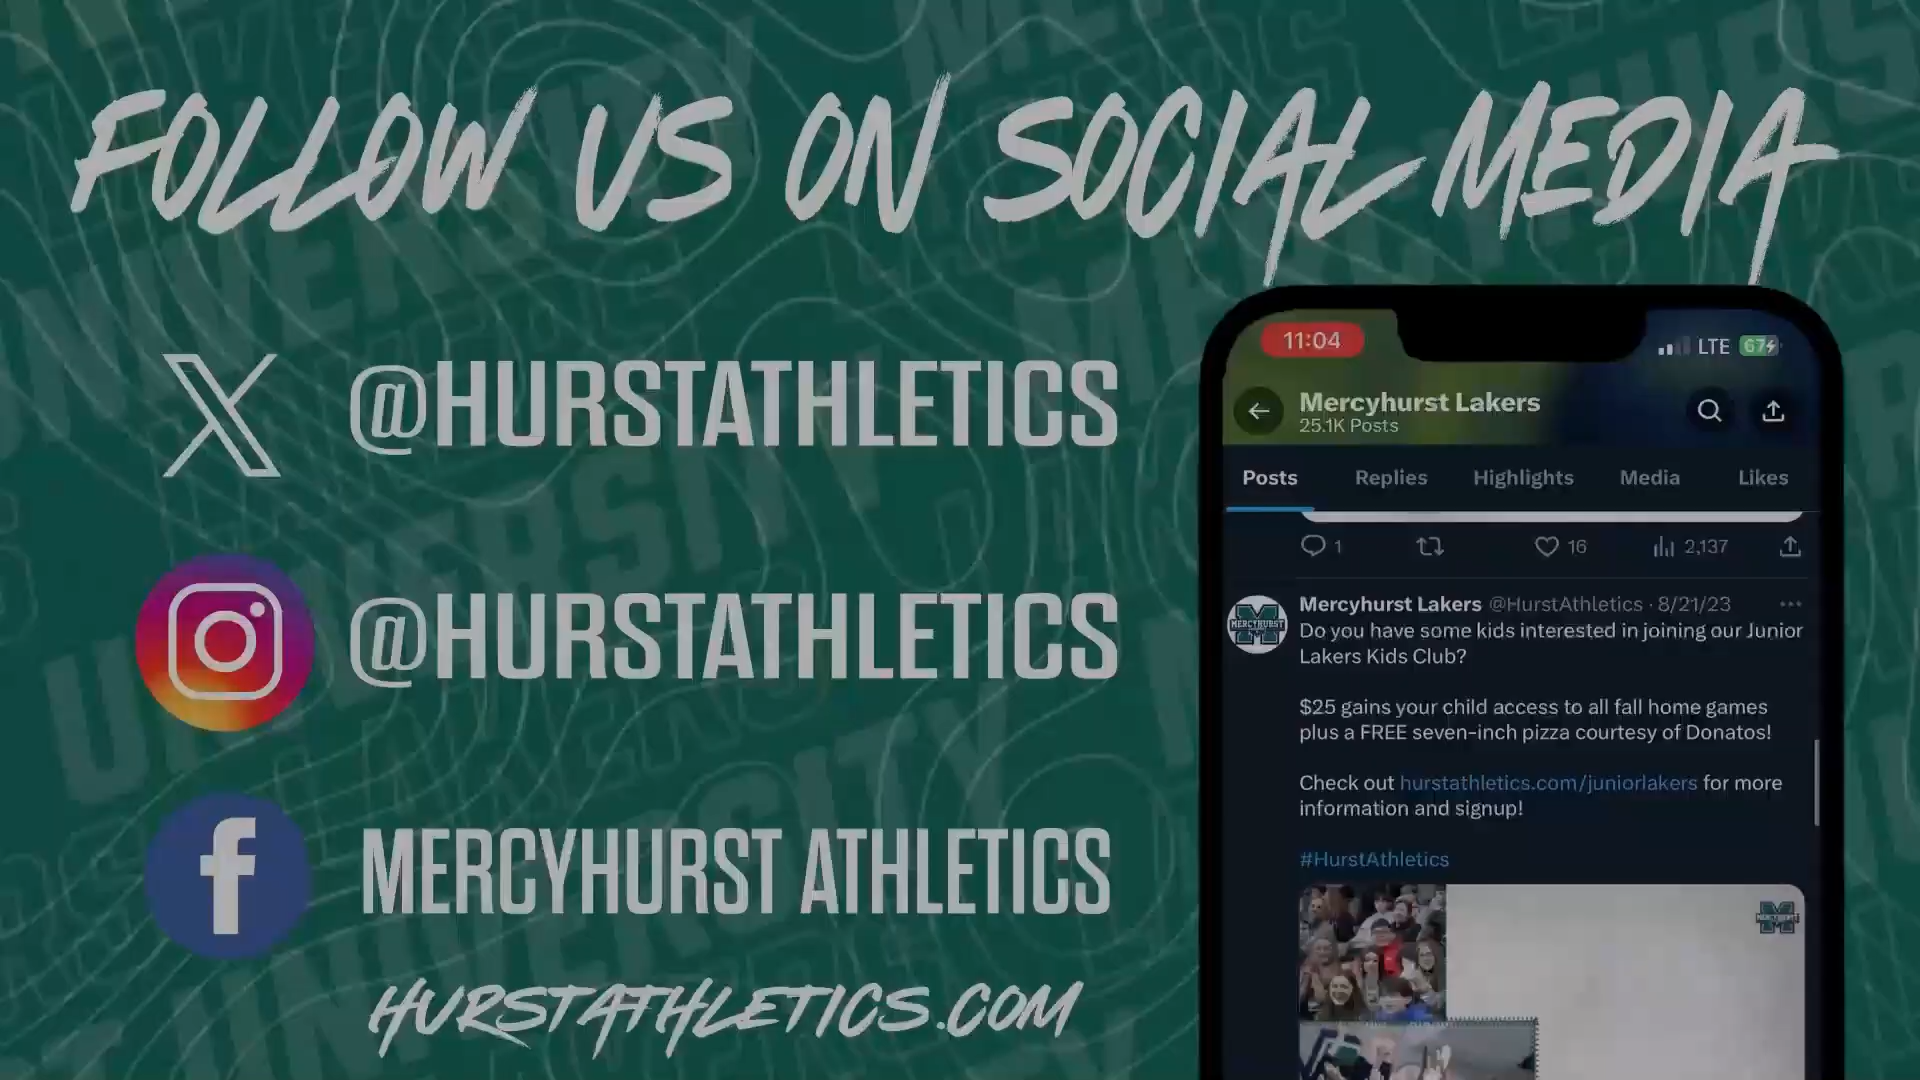 FOLLOW US ON SOCIAL MEDIA
@HURSTATHLETICS
@HURSTATHLETICS
MERCYHURST ATHLETICS
HURSTATHLETICS.COM
11:04
LTE 67
Mercyhurst Lakers
25.1K Posts
Posts Replies Highlights Media Likes
1 16 2,137
Mercyhurst Lakers @HurstAthletics · 8/21/23
Do you have some kids interested in joining our Junior
Lakers Kids Club?
$25 gains your child access to all fall home games
plus a FREE seven-inch pizza courtesy of Donatos!
Check out hurstathletics.com/juniorlakers for more
information and signup!
#HurstAthletics
MERCYHURST
MERCYHURST